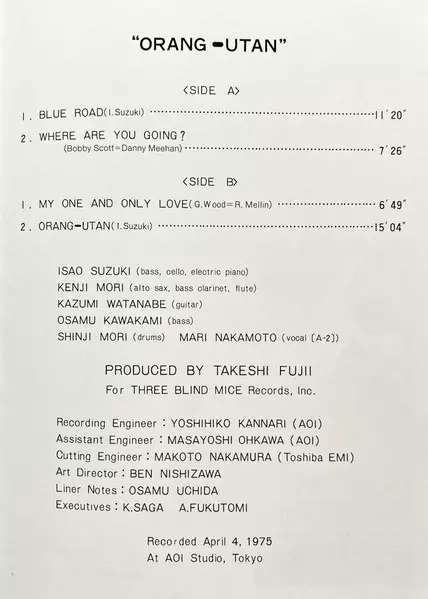 "ORANG-UTAN"
<SIDE A>
1. BLUE ROAD(I.Suzuki) ························11'20"
2. WHERE ARE YOU GOING?
(Bobby Scott=Danny Meehan)························ 7'26"
<SIDE B>
1. MY ONE AND ONLY LOVE(G.Wood=R.Mellin) ························ 6'49"
2. ORANG-UTAN(I.Suzuki) ························15'04"
ISAO SUZUKI (bass, cello, electric piano)
KENJI MORI (alto sax, bass clarinet, flute)
KAZUMI WATANABE (guitar)
OSAMU KAWAKAMI (bass)
SHINJI MORI (drums) MARI NAKAMOTO (vocal [A-2])
PRODUCED BY TAKESHI FUJII
For THREE BLIND MICE Records, Inc.
Recording Engineer : YOSHIHIKO KANNARI (AOI)
Assistant Engineer : MASAYOSHI OHKAWA (AOI)
Cutting Engineer : MAKOTO NAKAMURA (Toshiba EMI)
Art Director : BEN NISHIZAWA
Liner Notes : OSAMU UCHIDA
Executives : K.SAGA A.FUKUTOMI
Recorded April 4, 1975
At AOI Studio, Tokyo